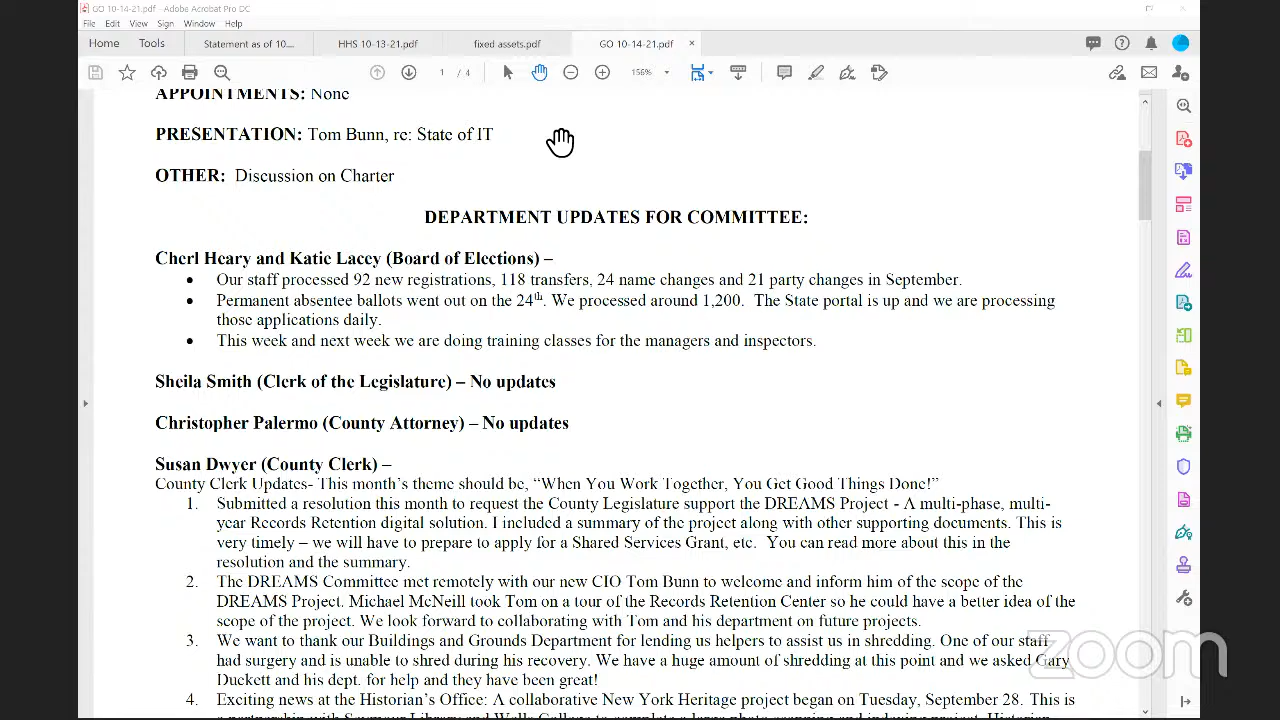 GO 10-14-21.pdf - Adobe Acrobat Pro DC
File Edit View Sign Window Help
Home Tools Statement as of 10... HHS 10-13-21.pdf fixed assets.pdf GO 10-14-21.pdf ×
1 / 4 156%
APPOINTMENTS: None
PRESENTATION: Tom Bunn, re: State of IT
OTHER: Discussion on Charter
DEPARTMENT UPDATES FOR COMMITTEE:
Cherl Heary and Katie Lacey (Board of Elections) –
• Our staff processed 92 new registrations, 118 transfers, 24 name changes and 21 party changes in September.
• Permanent absentee ballots went out on the 24th. We processed around 1,200. The State portal is up and we are processing
those applications daily.
• This week and next week we are doing training classes for the managers and inspectors.
Sheila Smith (Clerk of the Legislature) – No updates
Christopher Palermo (County Attorney) – No updates
Susan Dwyer (County Clerk) –
County Clerk Updates- This month’s theme should be, “When You Work Together, You Get Good Things Done!”
1. Submitted a resolution this month to request the County Legislature support the DREAMS Project - A multi-phase, multi-
year Records Retention digital solution. I included a summary of the project along with other supporting documents. This is
very timely – we will have to prepare to apply for a Shared Services Grant, etc. You can read more about this in the
resolution and the summary.
2. The DREAMS Committee met remotely with our new CIO Tom Bunn to welcome and inform him of the scope of the
DREAMS Project. Michael McNeill took Tom on a tour of the Records Retention Center so he could have a better idea of the
scope of the project. We look forward to collaborating with Tom and his department on future projects.
3. We want to thank our Buildings and Grounds Department for lending us helpers to assist us in shredding. One of our staff
had surgery and is unable to shred during his recovery. We have a huge amount of shredding at this point and we asked Gary
Duckett and his dept. for help and they have been great!
4. Exciting news at the Historian’s Office: A collaborative New York Heritage project began on Tuesday, September 28. This is
zoom